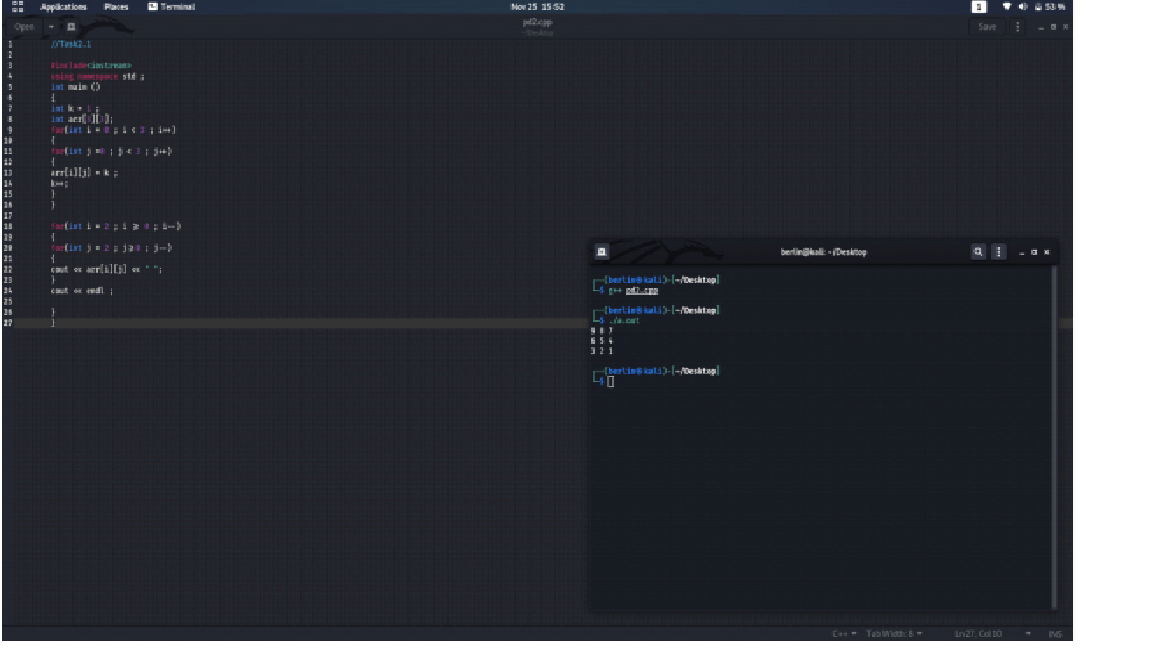 Applications Places Terminal Nov 25 15:52 1 53 %
Open pd2.cpp Save
~/Desktop
1 //Task2.1
2
3 #include<iostream>
4 using namespace std ;
5 int main ()
6 {
7 int k = 1 ;
8 int arr[3][3];
9 for(int i = 0 ; i < 3 ; i++)
10 {
11 for(int j =0 ; j < 3 ; j++)
12 {
13 arr[i][j] = k ;
14 k++;
15 }
16 }
17
18 for(int i = 2 ; i >= 0 ; i--)
19 {
20 for(int j = 2 ; j>=0 ; j--)
21 {
22 cout << arr[i][j] << " ";
23 }
24 cout << endl ;
25
26 }
27 }
berlin@kali: ~/Desktop
(berlin@kali)-[~/Desktop]
$ g++ pd2.cpp
(berlin@kali)-[~/Desktop]
$ ./a.out
9 8 7
6 5 4
3 2 1
(berlin@kali)-[~/Desktop]
$
C++ Tab Width: 8 Ln 27, Col 10 INS